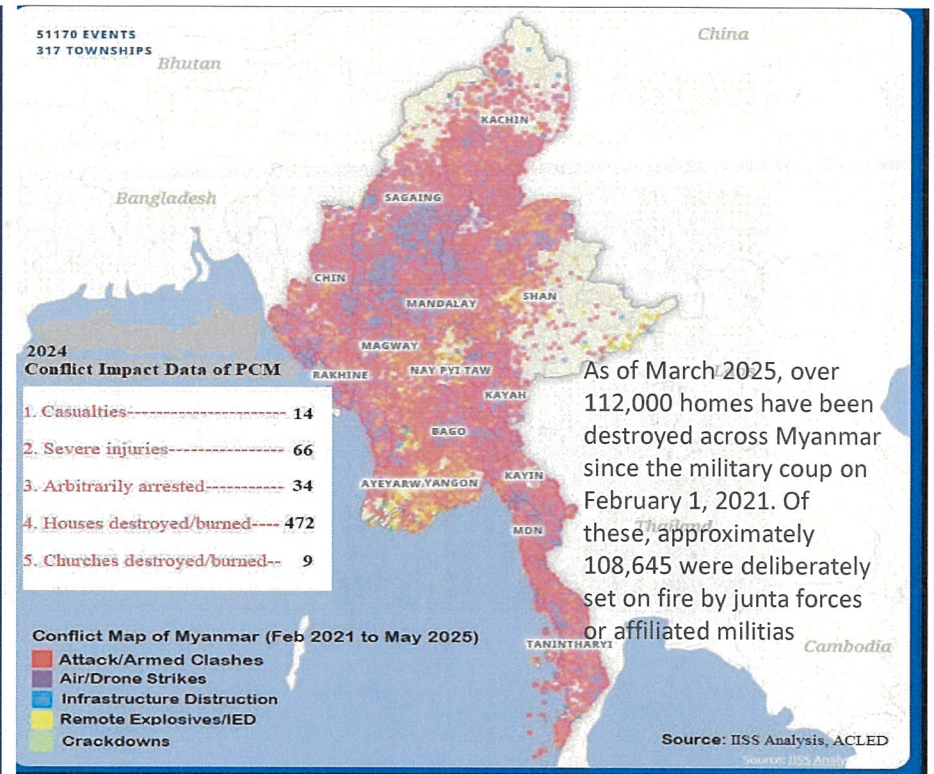 51170 EVENTS
317 TOWNSHIPS
Bhutan
China
KACHIN
Bangladesh
SAGAING
CHIN
SHAN
MANDALAY
MAGWAY
RAKHINE
NAY PYI TAW
KAYAH
BAGO
KAYIN
AYEYARW YANGON
MON
TANINTHARYI
Thailand
Cambodia
2024
Conflict Impact Data of PCM
1. Casualties----------------------- 14
2. Severe injuries----------------- 66
3. Arbitrarily arrested----------- 34
4. Houses destroyed/burned---- 472
5. Churches destroyed/burned-- 9
As of March 2025, over
112,000 homes have been
destroyed across Myanmar
since the military coup on
February 1, 2021. Of
these, approximately
108,645 were deliberately
set on fire by junta forces
or affiliated militias
Conflict Map of Myanmar (Feb 2021 to May 2025)
Attack/Armed Clashes
Air/Drone Strikes
Infrastructure Distruction
Remote Explosives/IED
Crackdowns
Source: IISS Analysis, ACLED
Source: IISS